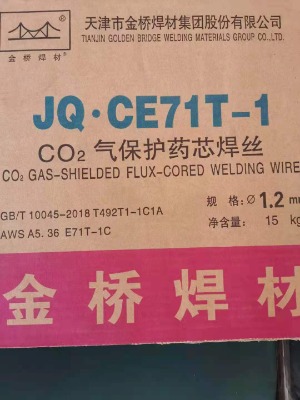 天津市金桥焊材集团股份有限公司
TIANJIN GOLDEN BRIDGE WELDING MATERIALS GROUP CO.,LTD
金桥焊材
JQ·CE71T-1
CO₂ 气保护药芯焊丝
CO₂ GAS-SHIELDED FLUX-CORED WELDING WIRE
GB/T 10045-2018 T492T1-1C1A
规 格: Ø1.2 m
AWS A5. 36 E71T-1C
净含量: 15 kg
金桥焊材